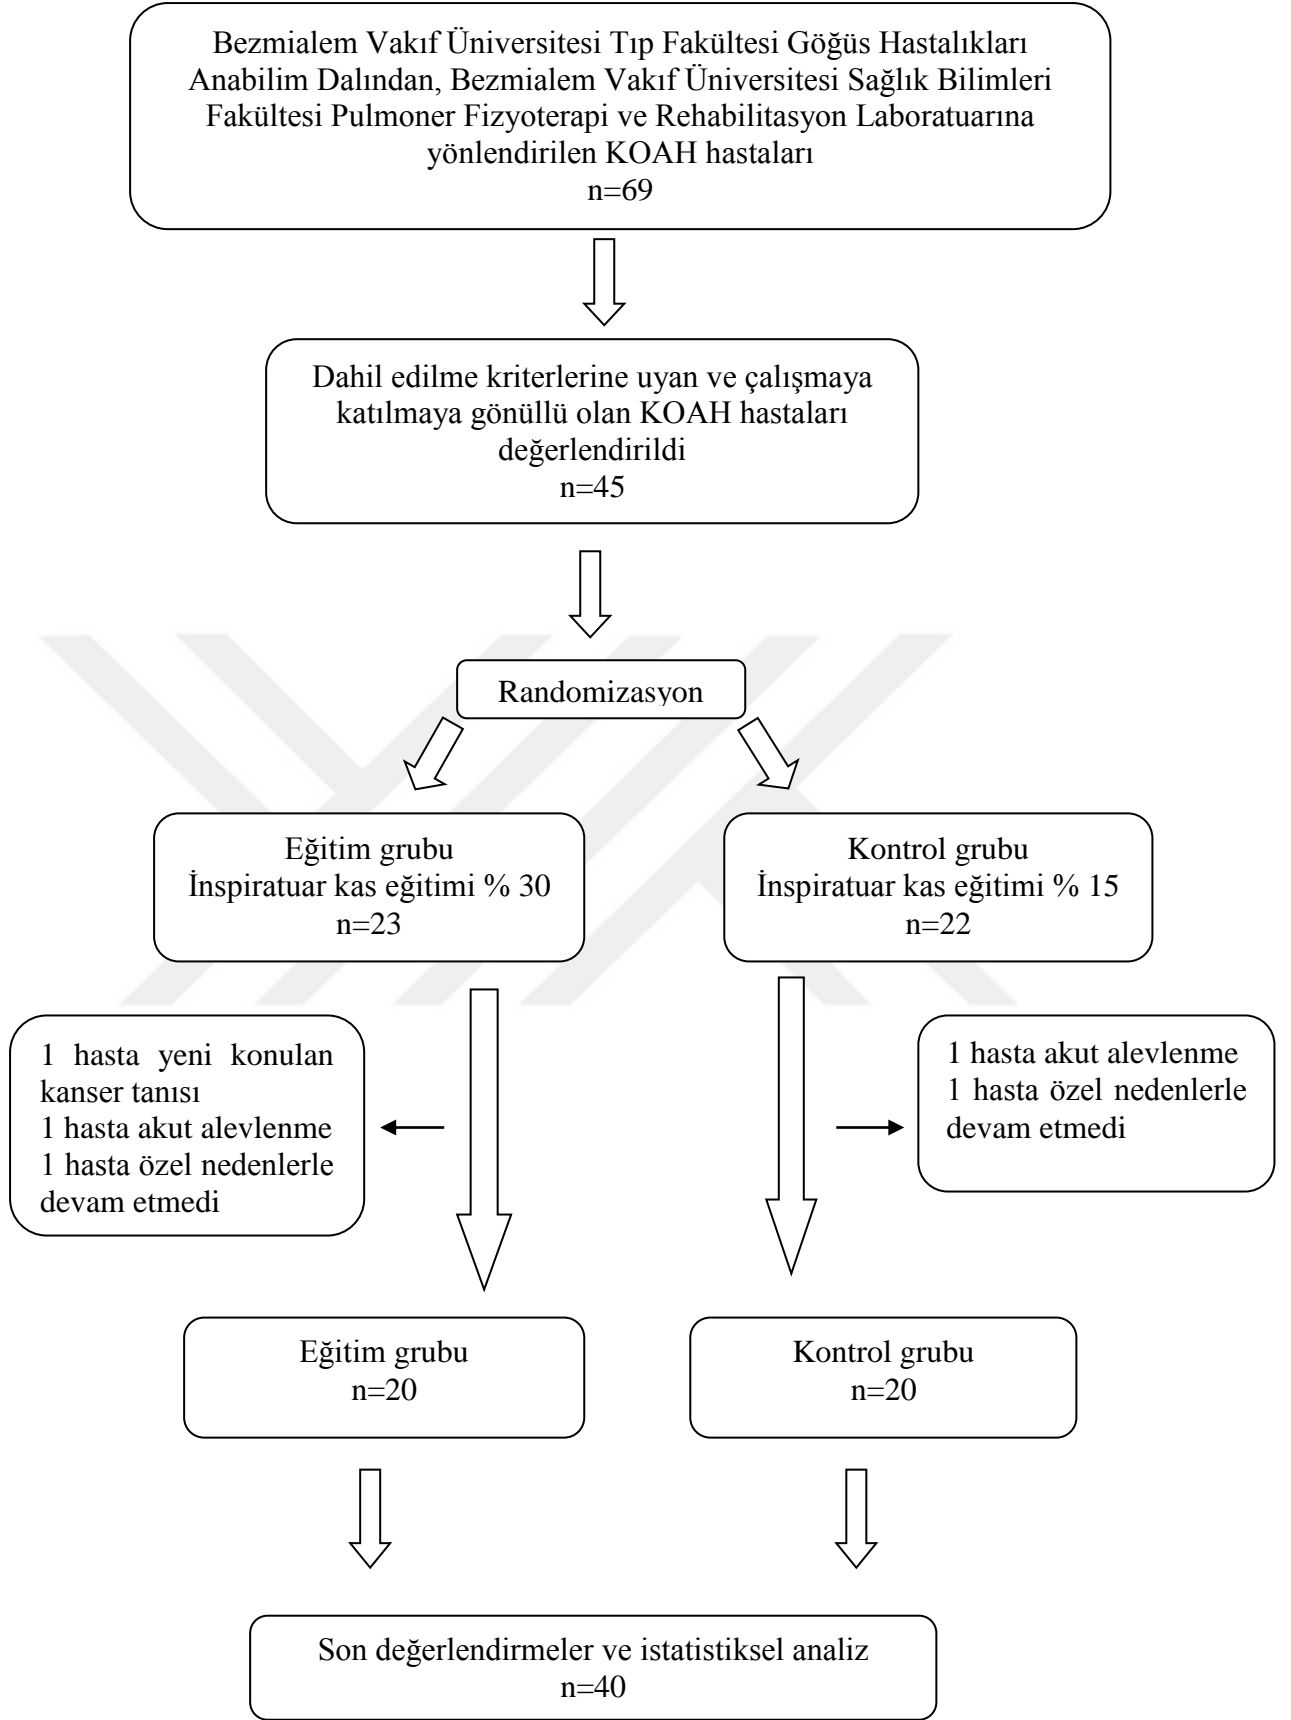 Bezmialem Vakıf Üniversitesi Tıp Fakültesi Göğüs Hastalıkları
Anabilim Dalından, Bezmialem Vakıf Üniversitesi Sağlık Bilimleri
Fakültesi Pulmoner Fizyoterapi ve Rehabilitasyon Laboratuarına
yönlendirilen KOAH hastaları
n=69
Dahil edilme kriterlerine uyan ve çalışmaya
katılmaya gönüllü olan KOAH hastaları
değerlendirildi
n=45
Randomizasyon
Eğitim grubu
İnspiratuar kas eğitimi % 30
n=23
Kontrol grubu
İnspiratuar kas eğitimi % 15
n=22
1 hasta yeni konulan
kanser tanısı
1 hasta akut alevlenme
1 hasta özel nedenlerle
devam etmedi
1 hasta akut alevlenme
1 hasta özel nedenlerle
devam etmedi
Eğitim grubu
n=20
Kontrol grubu
n=20
Son değerlendirmeler ve istatistiksel analiz
n=40